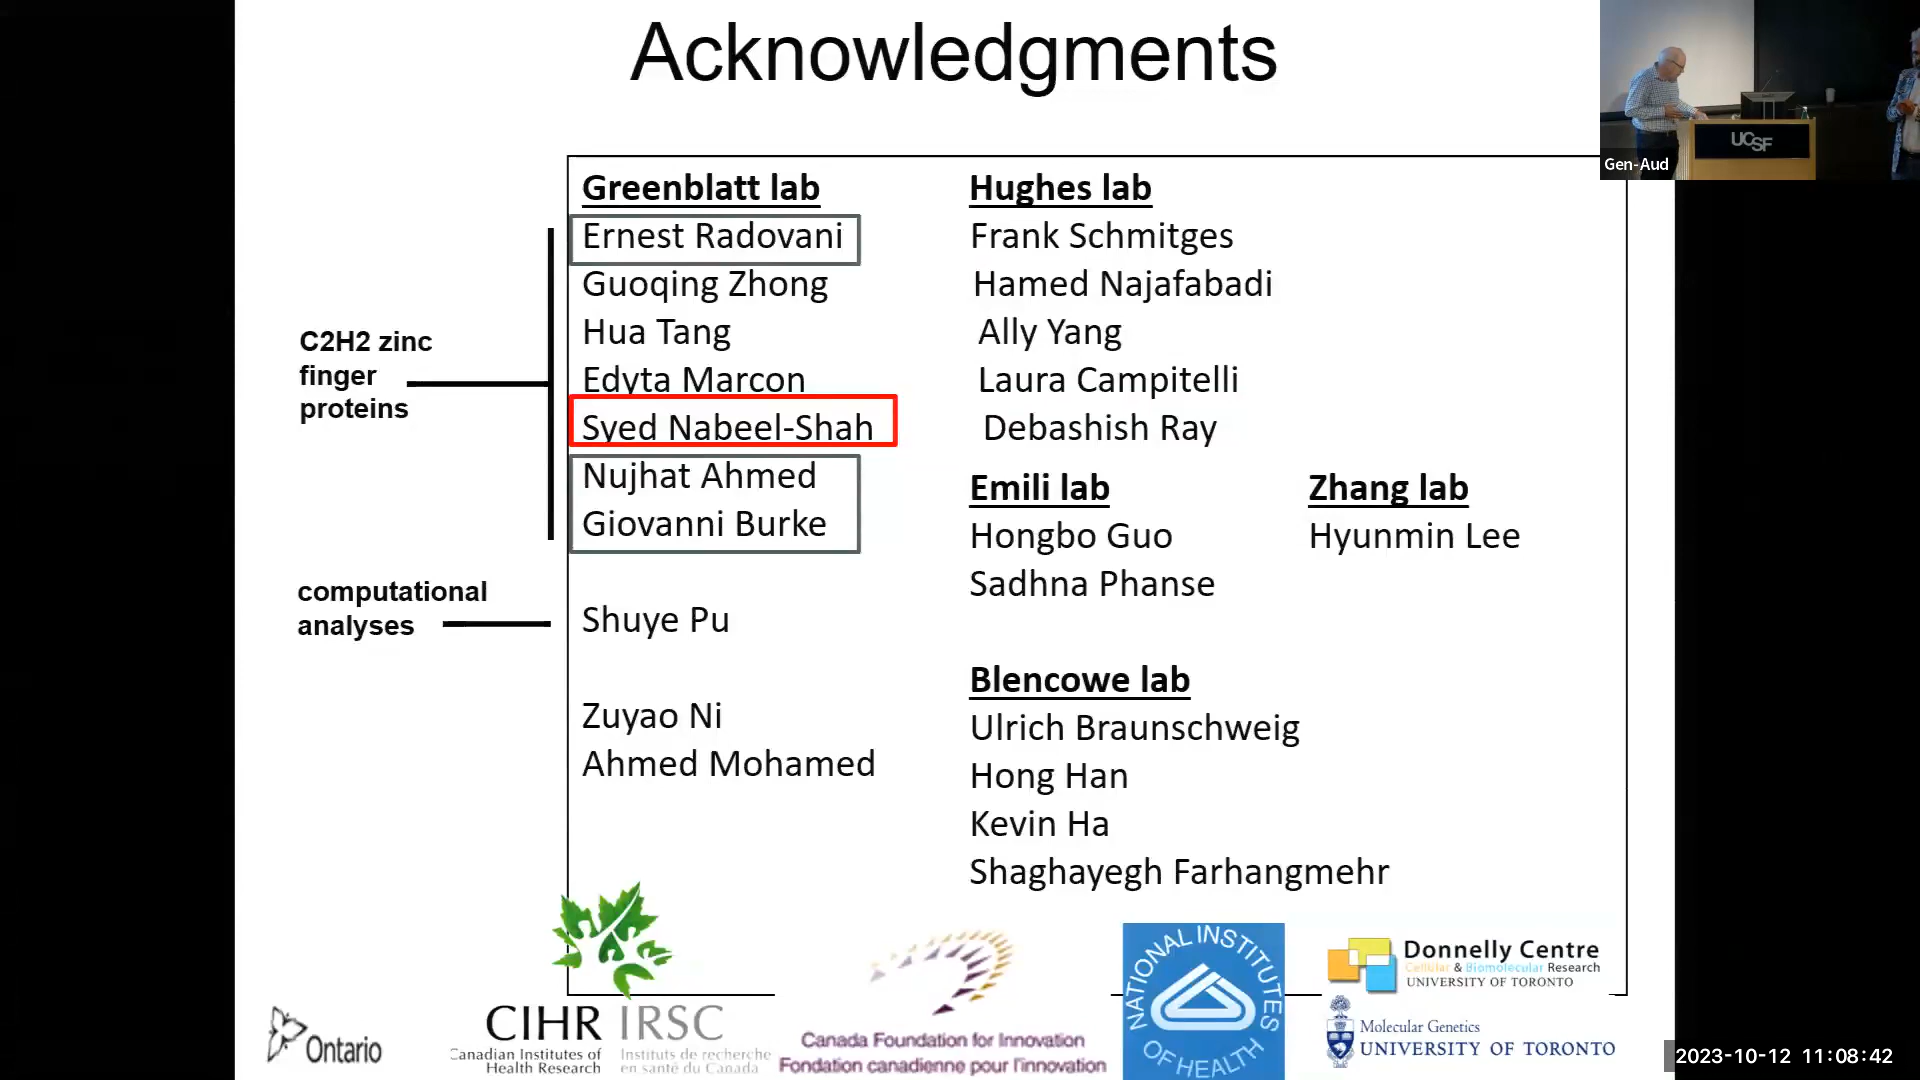 Acknowledgments
UCSF
Gen-Aud
C2H2 zinc
finger
proteins
computational
analyses
Greenblatt lab
Ernest Radovani
Guoqing Zhong
Hua Tang
Edyta Marcon
Syed Nabeel-Shah
Nujhat Ahmed
Giovanni Burke
Shuye Pu
Zuyao Ni
Ahmed Mohamed
Hughes lab
Frank Schmitges
Hamed Najafabadi
Ally Yang
Laura Campitelli
Debashish Ray
Emili lab
Hongbo Guo
Sadhna Phanse
Zhang lab
Hyunmin Lee
Blencowe lab
Ulrich Braunschweig
Hong Han
Kevin Ha
Shaghayegh Farhangmehr
Ontario
CIHR IRSC
Canadian Institutes of
Health Research
Instituts de recherche
en santé du Canada
Canada Foundation for Innovation
Fondation canadienne pour l'innovation
NATIONAL INSTITUTES
OF HEALTH
Donnelly Centre
Cellular & Biomolecular Research
UNIVERSITY OF TORONTO
Molecular Genetics
UNIVERSITY OF TORONTO
2023-10-12 11:08:42